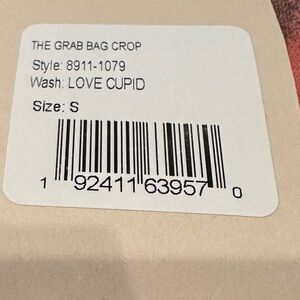 THE GRAB BAG CROP
Style: 8911-1079
Wash: LOVE CUPID
Size: S
1 92411 63957 0